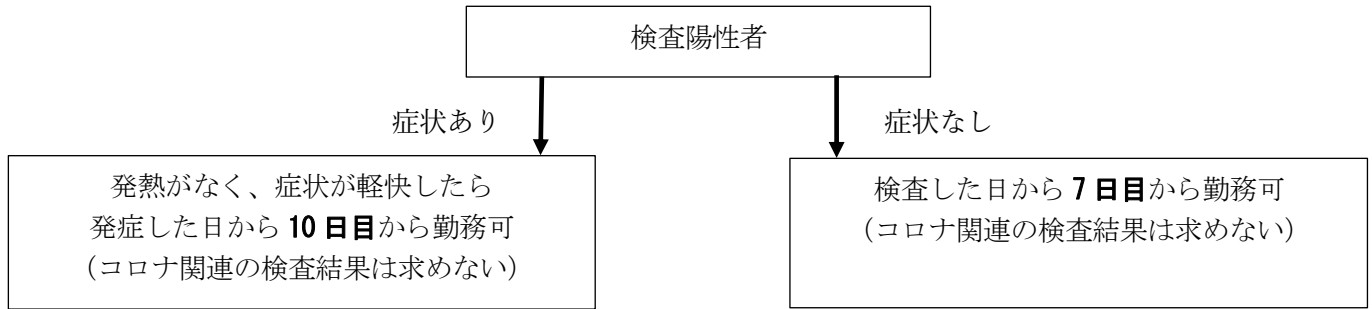 検査陽性者
症状あり
症状なし
発熱がなく、症状が軽快したら
発症した日から 10 日目から勤務可
（コロナ関連の検査結果は求めない）
検査した日から 7 日目から勤務可
（コロナ関連の検査結果は求めない）